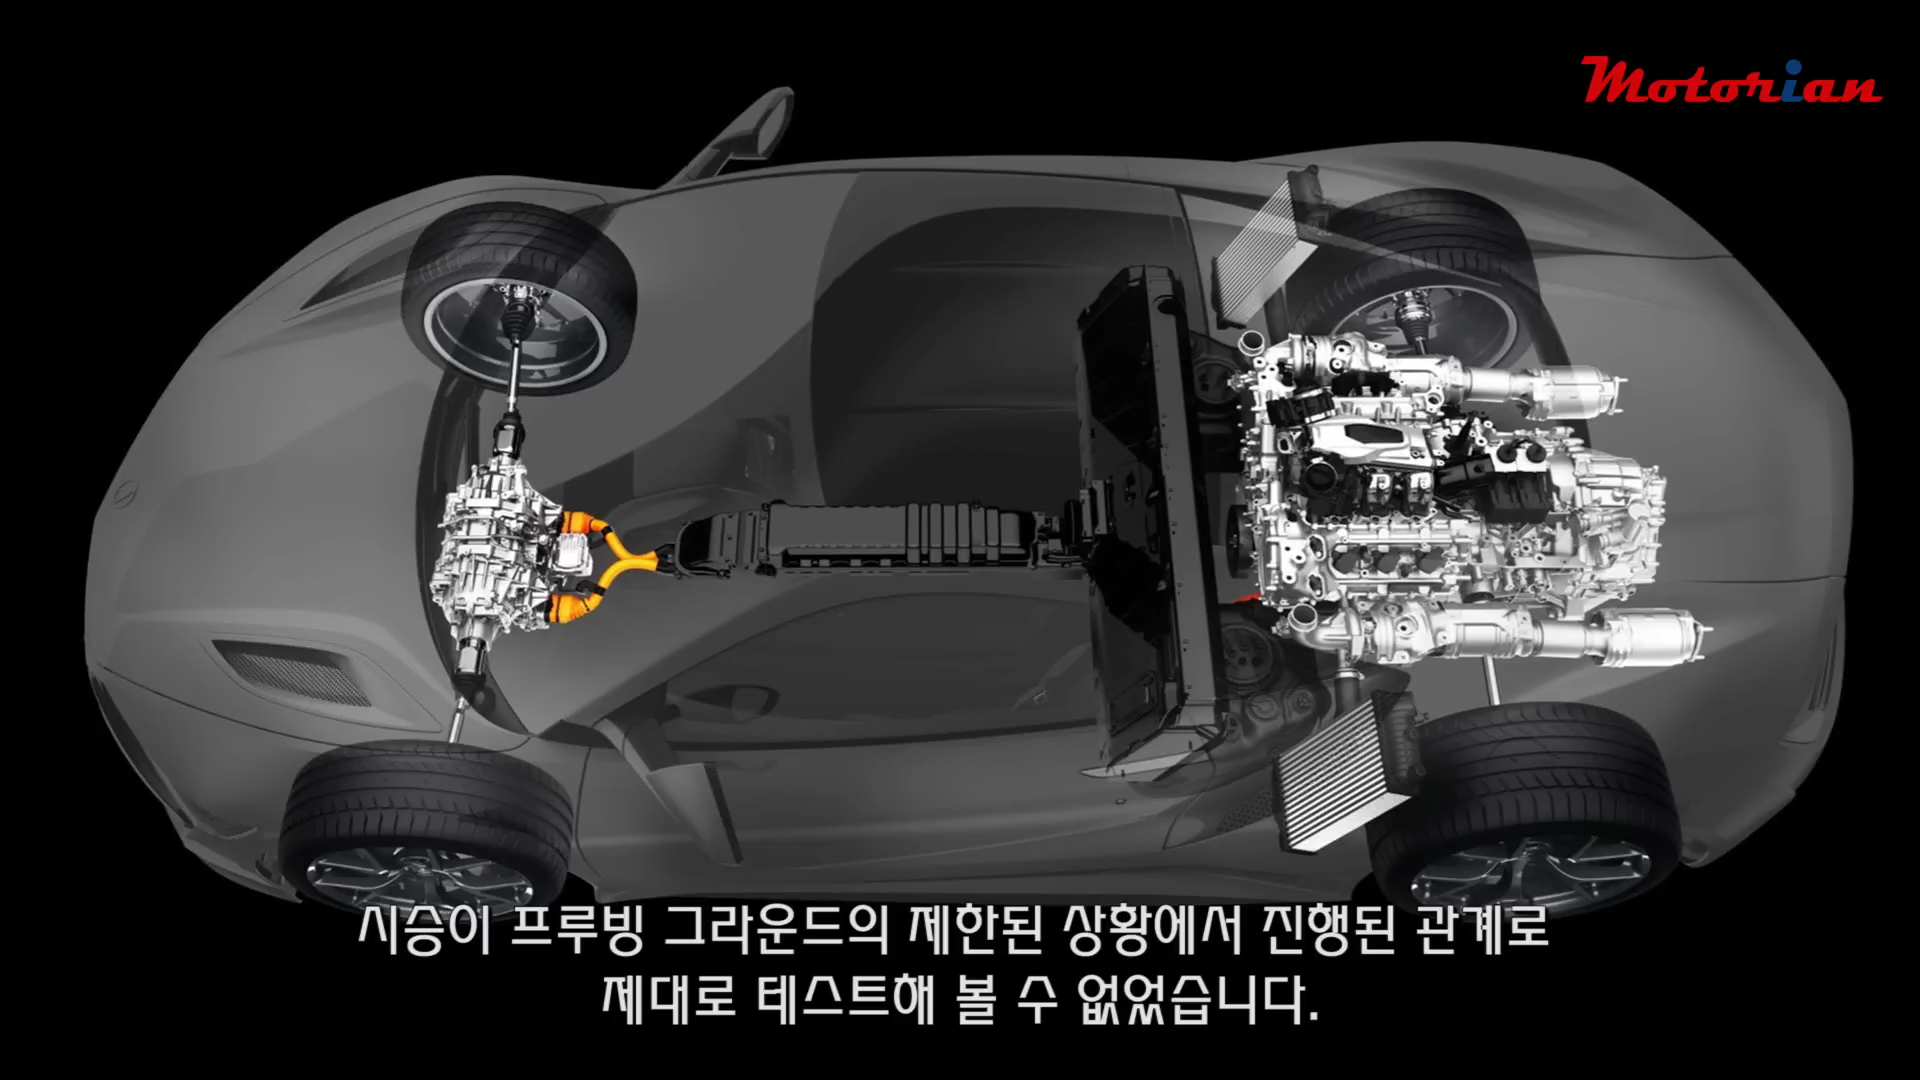 Motorian
시승이 프루빙 그라운드의 제한된 상황에서 진행된 관계로
제대로 테스트해 볼 수 없었습니다.